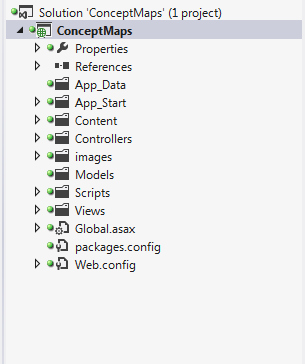 Solution 'ConceptMaps' (1 project)
ConceptMaps
Properties
References
App_Data
App_Start
Content
Controllers
images
Models
Scripts
Views
Global.asax
packages.config
Web.config